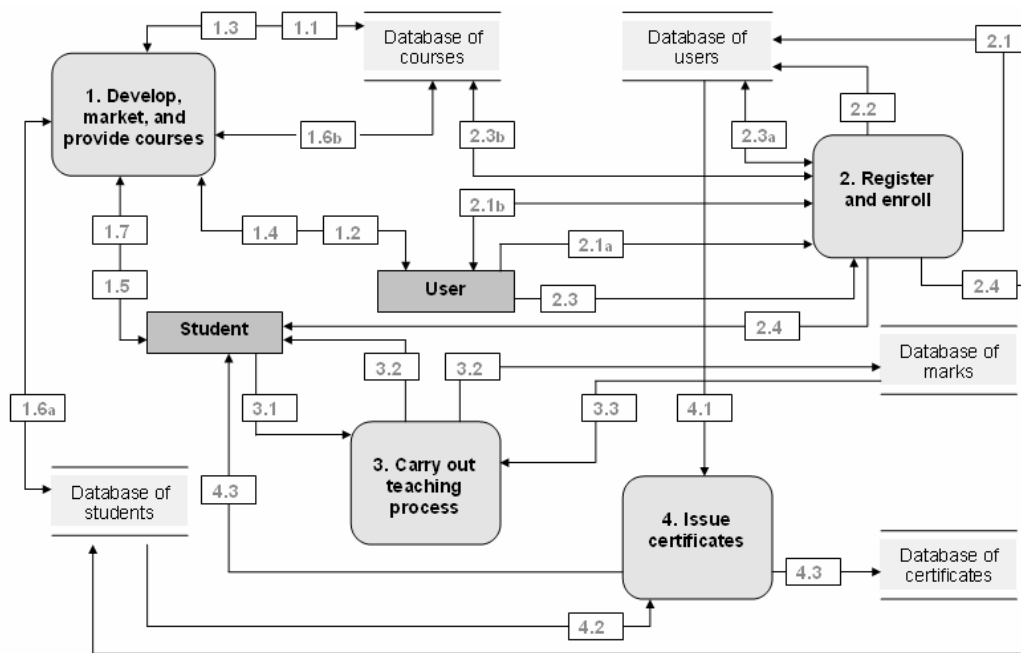 1.3
1.1
Database of
courses
Database of
users
2.1
1. Develop,
market, and
provide courses
1.6b
2.3b
2.3a
2.2
2. Register
and enroll
2.1b
1.7
1.4
1.2
2.1a
1.5
User
2.3
2.4
Student
2.4
3.2
3.2
Database of
marks
1.6a
3.1
3.3
4.1
3. Carry out
teaching
process
Database of
students
4.3
4. Issue
certificates
4.3
Database of
certificates
4.2